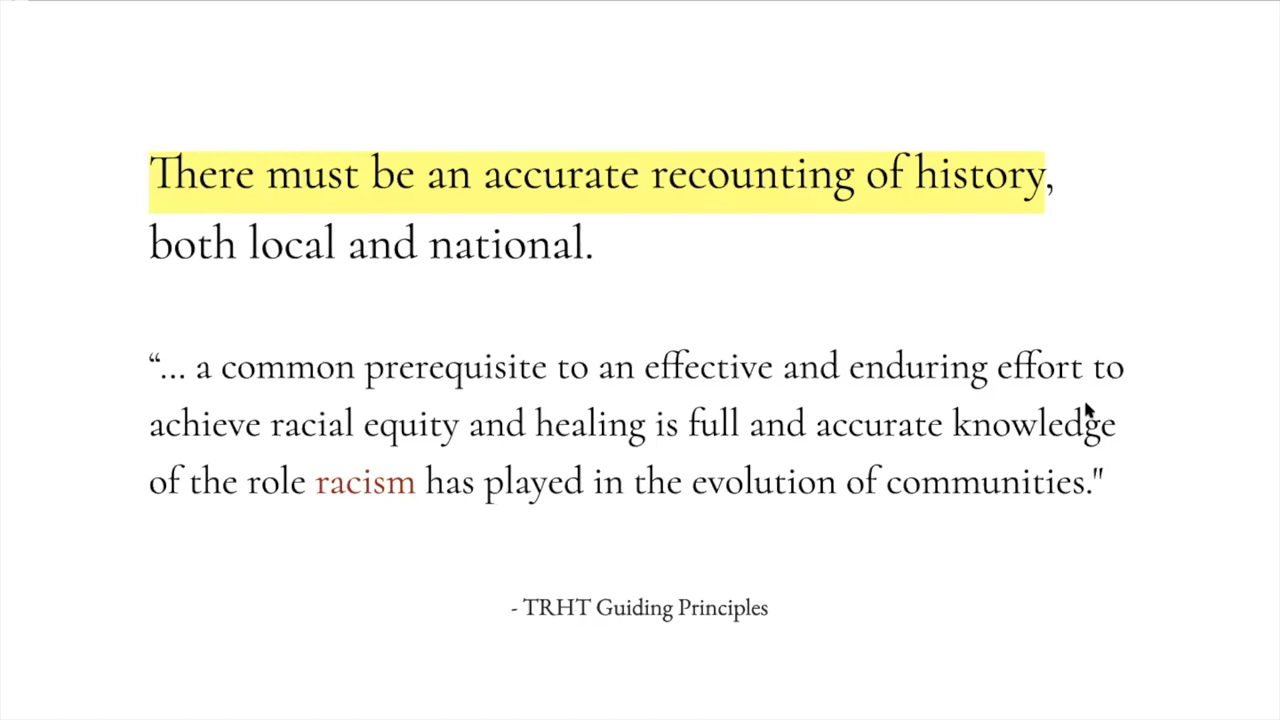 There must be an accurate recounting of history,
both local and national.
“... a common prerequisite to an effective and enduring effort to
achieve racial equity and healing is full and accurate knowledge
of the role racism has played in the evolution of communities."
- TRHT Guiding Principles